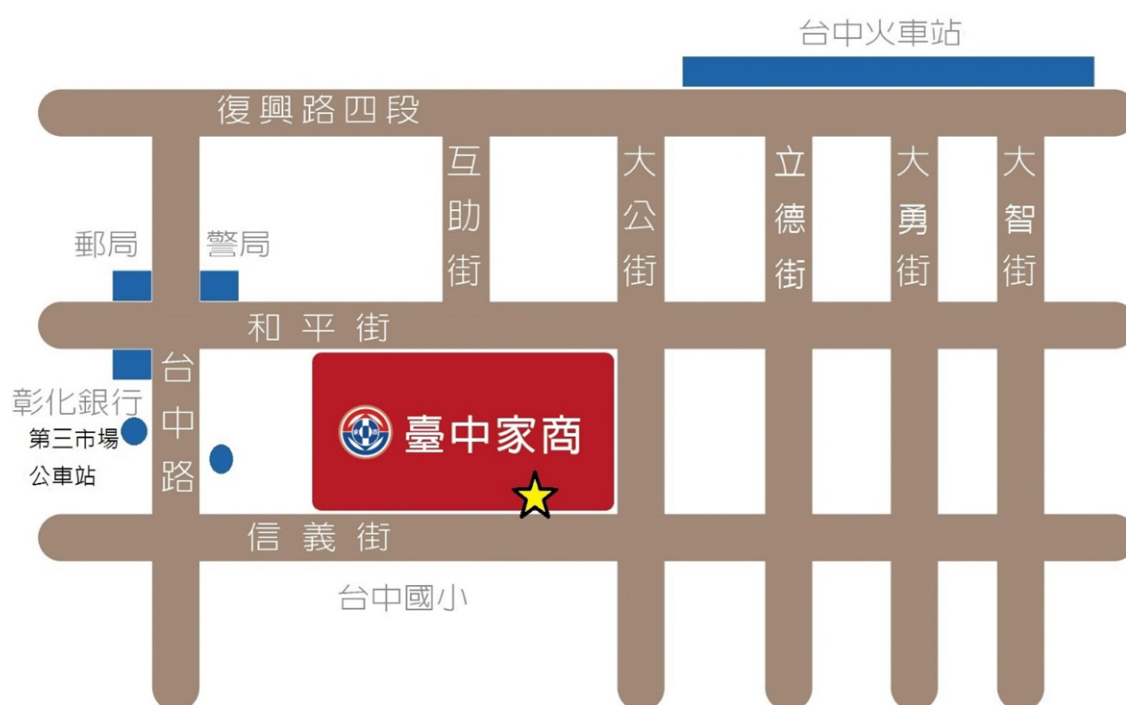 台中火車站
復興路四段
互助街
大公街
立德街
大勇街
大智街
郵局
警局
和平街
台中路
彰化銀行
第三市場
公車站
臺中家商
信義街
台中國小